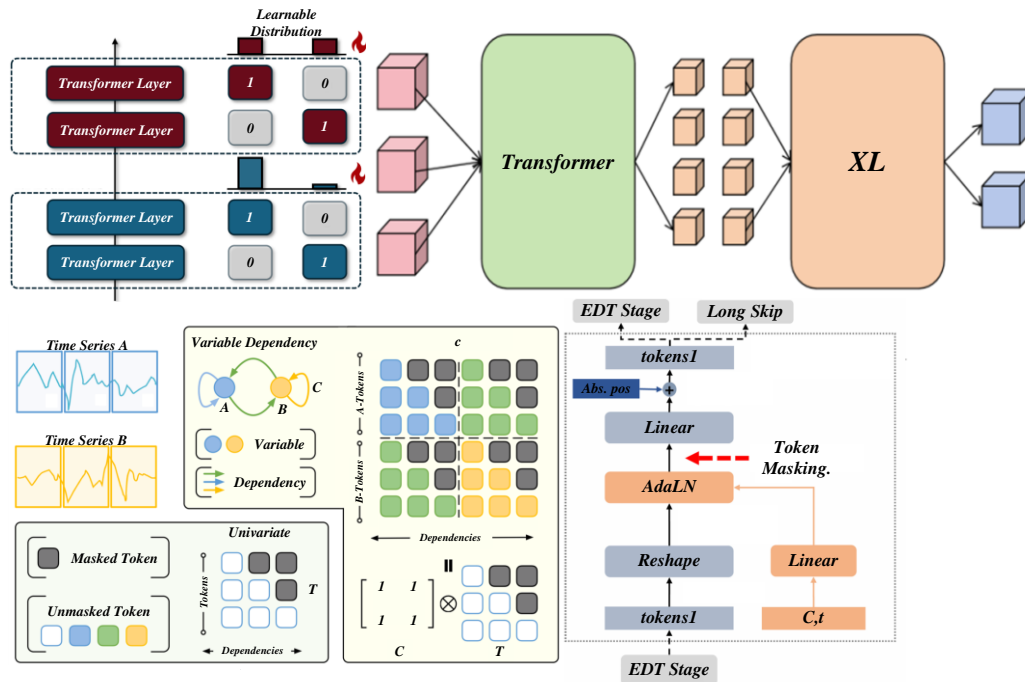 Learnable
Distribution
Transformer Layer 1 0
Transformer Layer 0 1
Transformer Layer 1 0
Transformer Layer 0 1
Transformer
XL
Time Series A
Time Series B
Variable Dependency
A
B
C
Variable
Dependency
c
A-Tokens
B-Tokens
Dependencies
=
1 1
1 1
⊗
C
T
Univariate
Masked Token
Unmasked Token
Tokens
T
Dependencies
EDT Stage
Long Skip
tokens1
Abs. pos
+
Linear
Token
Masking.
AdaLN
Reshape
Linear
tokens1
C,t
EDT Stage